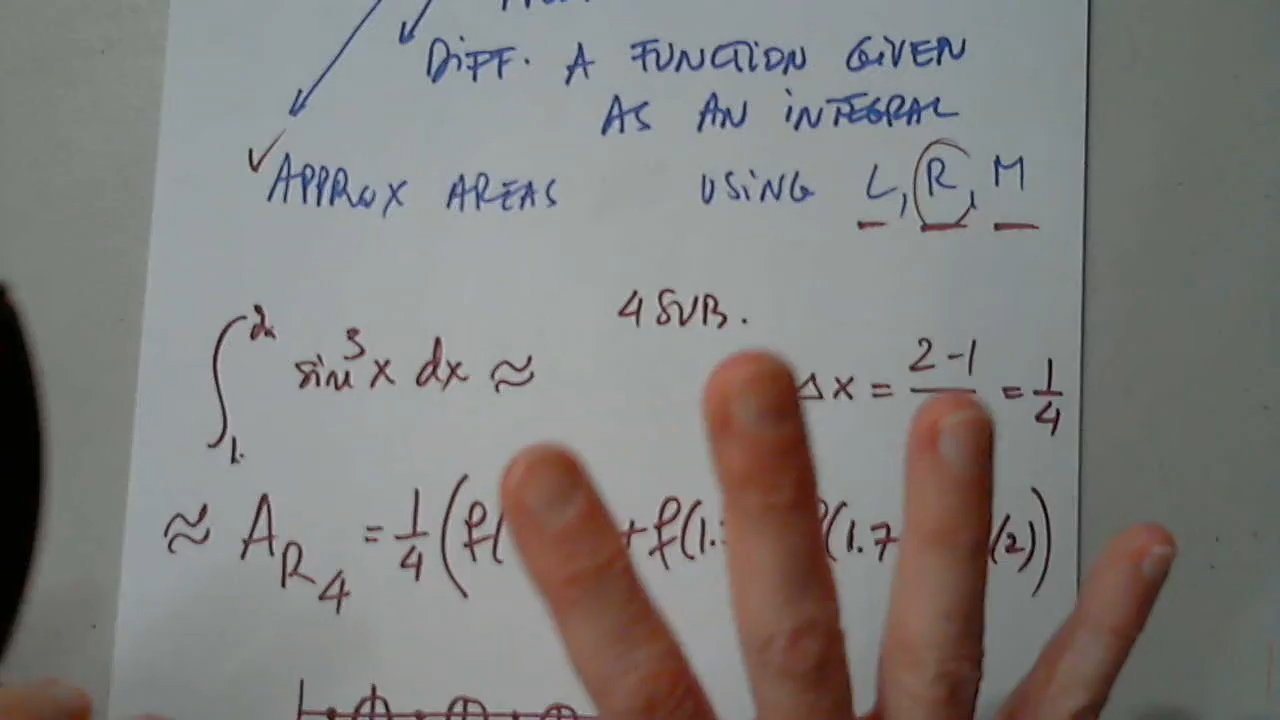 DIFF. A FUNCTION GIVEN
AS AN INTEGRAL
✓ APPROX AREAS USING L, R, M
4 SUB.
∫₁² sin³x dx ≈
Δx = 2-1 = 1/4
≈ A_R₄ = 1/4 (f( + f(1. (1.7 (2))